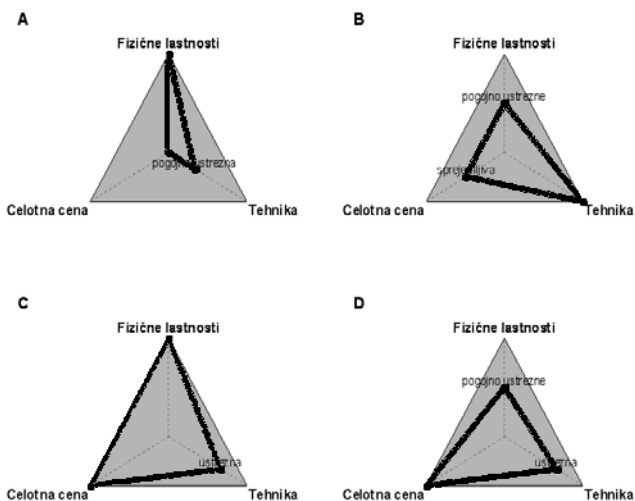 A
Fizične lastnosti
pogojno ustrezna
Celotna cena
Tehnika
B
Fizične lastnosti
pogojno ustrezne
sprejemljiva
Celotna cena
Tehnika
C
Fizične lastnosti
ustrezna
Celotna cena
Tehnika
D
Fizične lastnosti
pogojno ustrezne
ustrezna
Celotna cena
Tehnika